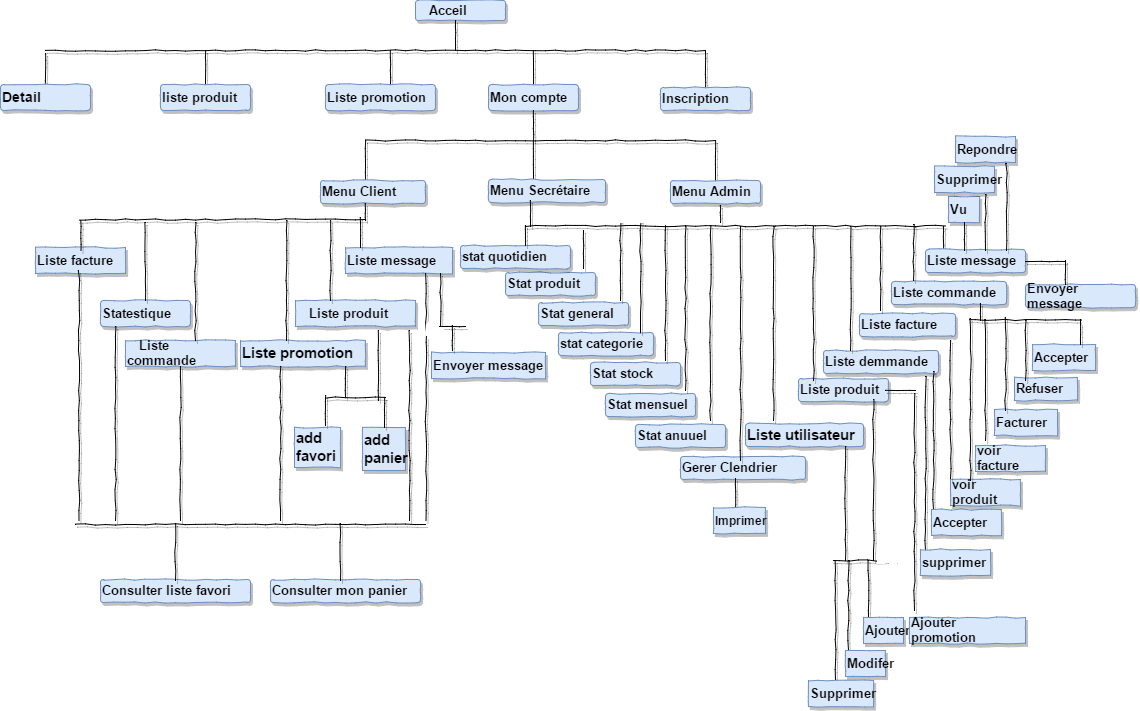 Acceil
Detail
liste produit
Liste promotion
Mon compte
Inscription
Repondre
Supprimer
Vu
Menu Client
Menu Secrétaire
Menu Admin
Liste facture
Liste message
stat quotidien
Liste message
Stat produit
Envoyer
message
Liste commande
Statestique
Liste produit
Stat general
Liste facture
Liste
commande
Liste promotion
stat categorie
Accepter
Envoyer message
Liste demmande
Stat stock
Liste produit
Refuser
Stat mensuel
Facturer
add
favori
add
panier
Stat anuuel
Liste utilisateur
voir
facture
Gerer Clendrier
voir
produit
Imprimer
Accepter
supprimer
Consulter liste favori
Consulter mon panier
Ajouter
Ajouter
promotion
Modifer
Supprimer